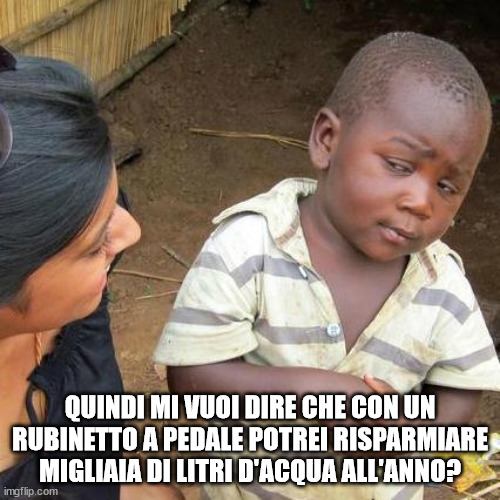 QUINDI MI VUOI DIRE CHE CON UN
RUBINETTO A PEDALE POTREI RISPARMIARE
MIGLIAIA DI LITRI D'ACQUA ALL'ANNO?
imgflip.com